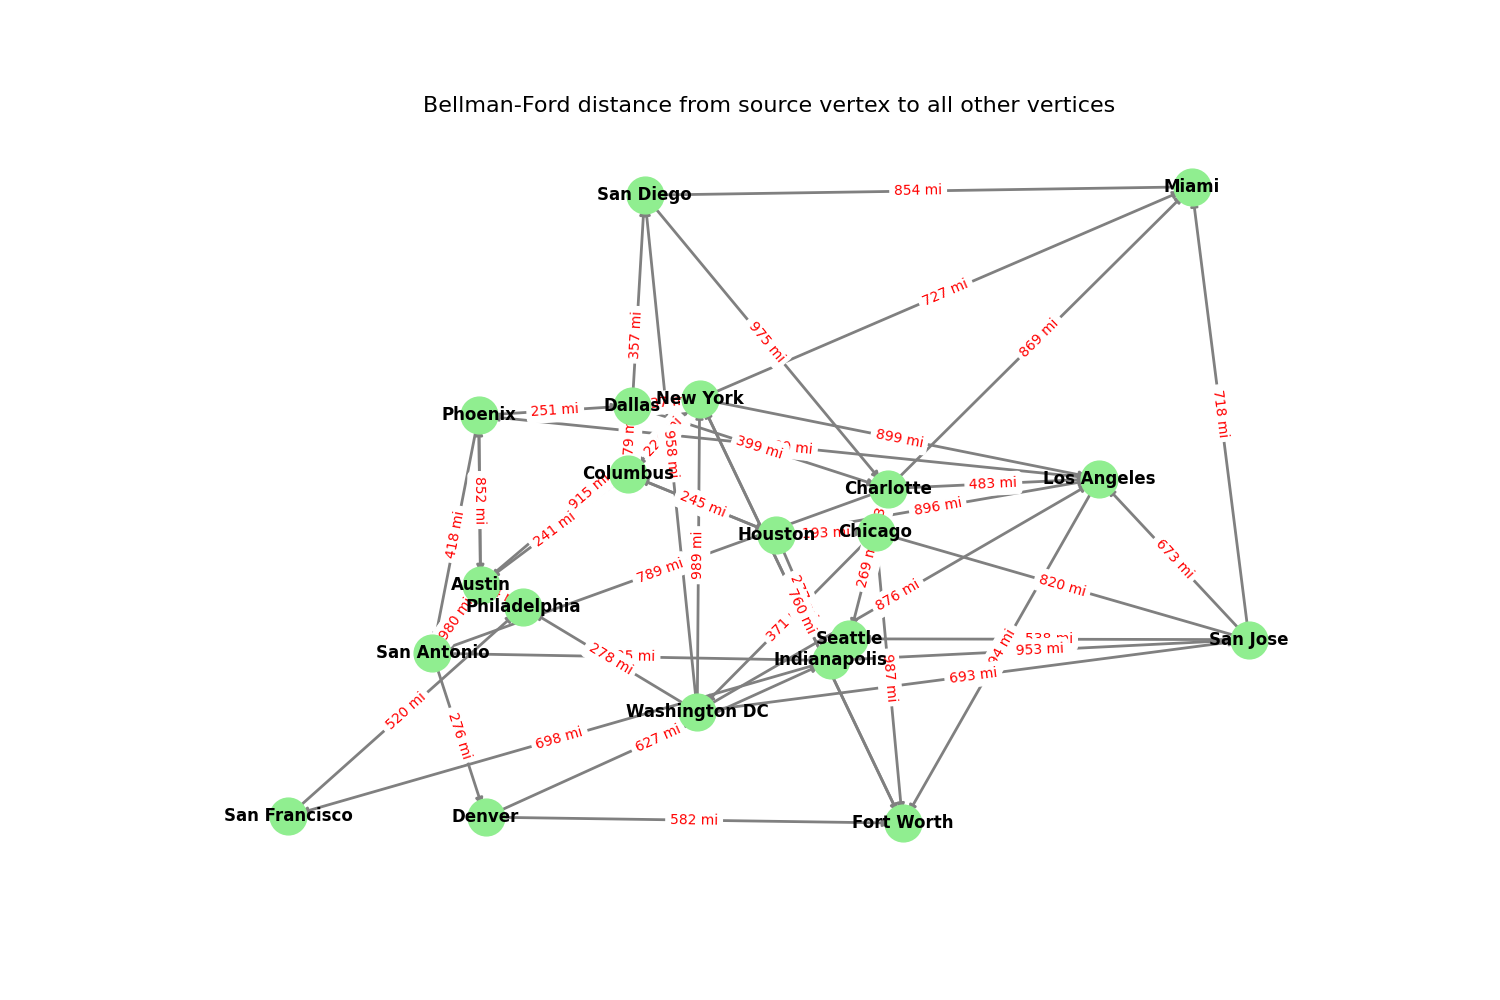 Bellman-Ford distance from source vertex to all other vertices
Miami
San Diego
854 mi
727 mi
357 mi
869 mi
975 mi
New York
Dallas
Phoenix
251 mi
718 mi
899 mi
399 mi
mi
958 mi
Columbus
Los Angeles
Charlotte
483 mi
915 mi
852 mi
245 mi
896 mi
241 mi
418 mi
Houston
193 mi
Chicago
986 mi
673 mi
789 mi
269 mi
Austin
876 mi
820 mi
Philadelphia
760 mi
980 mi
371
Seattle
538 mi
San Jose
953 mi
San Antonio
278 mi
mi
Indianapolis
987 mi
693 mi
520 mi
Washington DC
276 mi
698 mi
627 mi
San Francisco
Denver
582 mi
Fort Worth